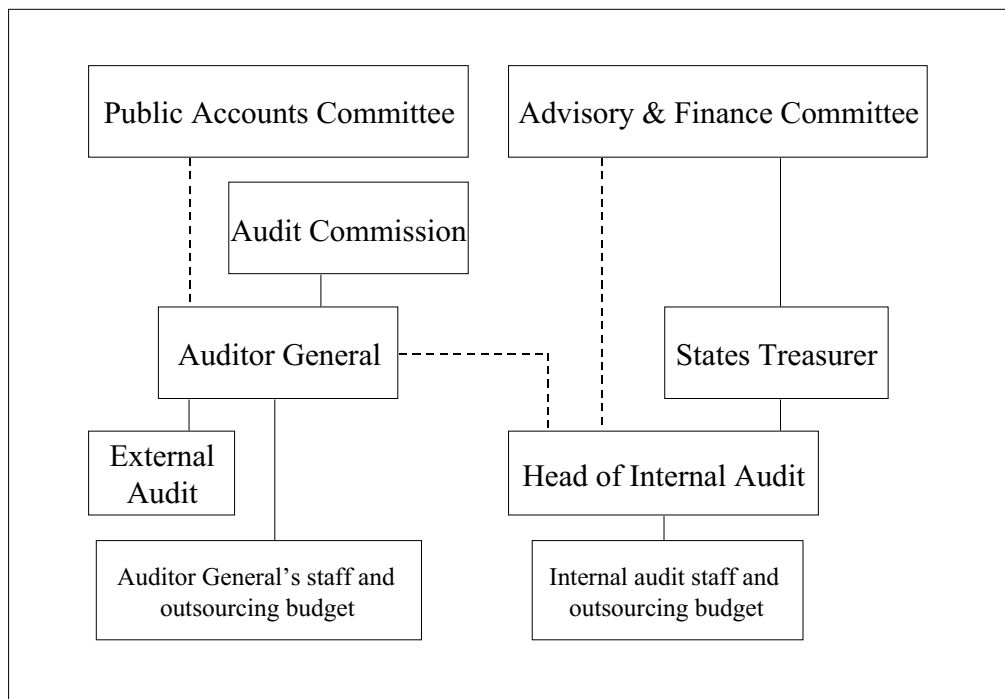 Public Accounts Committee
Advisory & Finance Committee
Audit Commission
Auditor General
States Treasurer
External
Audit
Head of Internal Audit
Auditor General’s staff and
outsourcing budget
Internal audit staff and
outsourcing budget